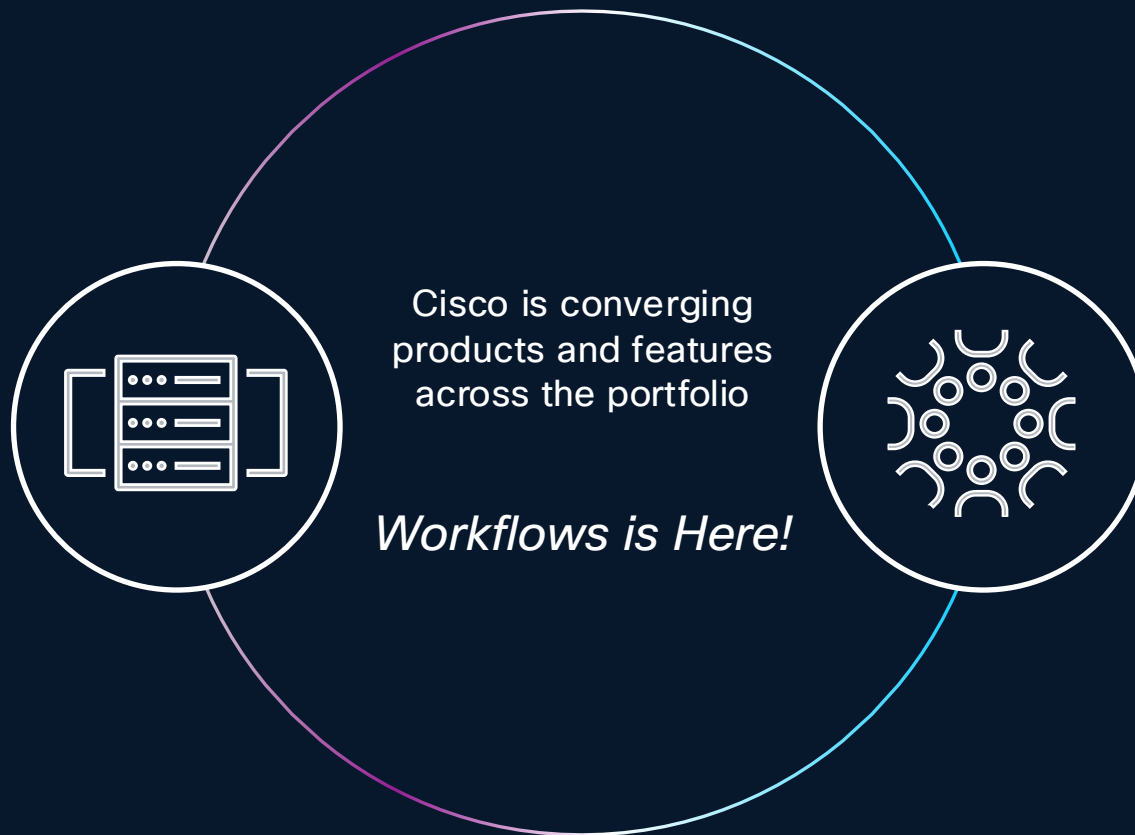 Cisco is converging
products and features
across the portfolio
Workflows is Here!